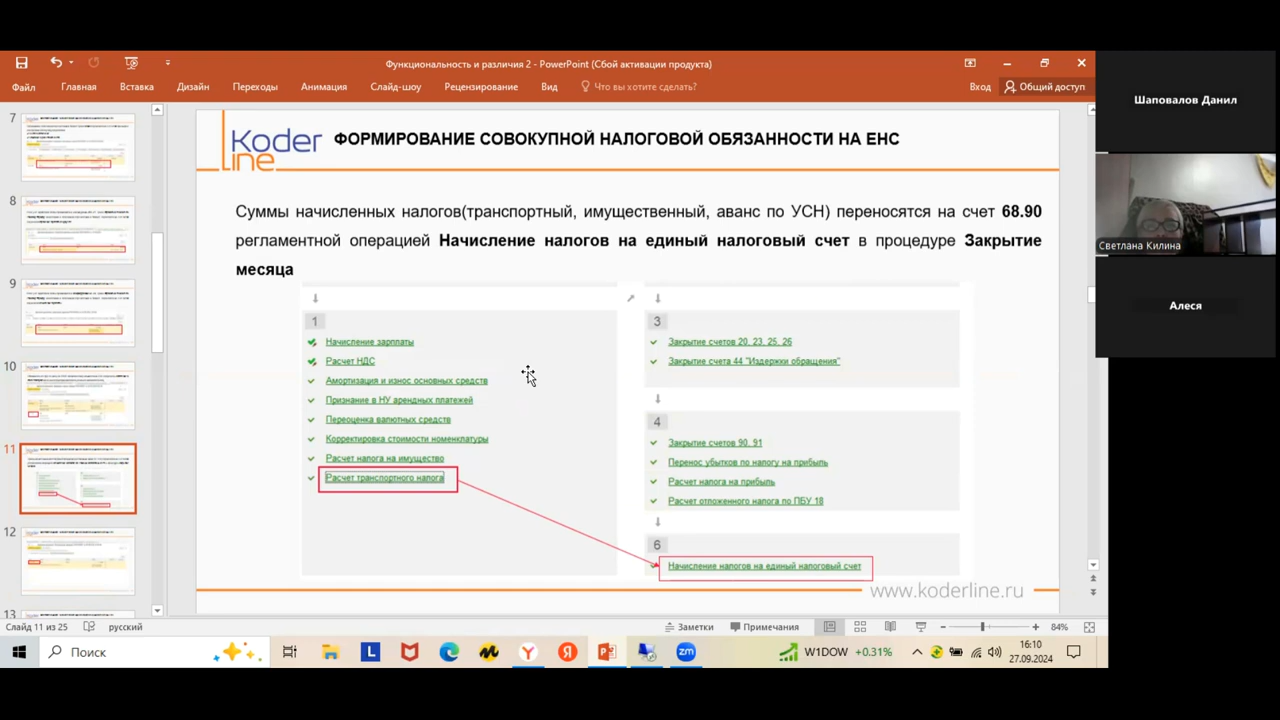 Функциональность и различия 2 - PowerPoint (Сбой активации продукта)
Файл Главная Вставка Дизайн Переходы Анимация Слайд-шоу Рецензирование Вид Что вы хотите сделать? Вход Общий доступ
7
8
9
10
11
12
13
Koder line
ФОРМИРОВАНИЕ СОВОКУПНОЙ НАЛОГОВОЙ ОБЯЗАННОСТИ НА ЕНС
Суммы начисленных налогов(транспортный, имущественный, аванс по УСН) переносятся на счет 68.90
регламентной операцией Начисление налогов на единый налоговый счет в процедуре Закрытие
месяца
1
Начисление зарплаты
Расчет НДС
Амортизация и износ основных средств
Признание в НУ арендных платежей
Переоценка валютных средств
Корректировка стоимости номенклатуры
Расчет налога на имущество
Расчет транспортного налога
3
Закрытие счетов 20, 23, 25, 26
Закрытие счета 44 "Издержки обращения"
4
Закрытие счетов 90, 91
Перенос убытков по налогу на прибыль
Расчет налога на прибыль
Расчет отложенного налога по ПБУ 18
6
Начисление налогов на единый налоговый счет
www.koderline.ru
Слайд 11 из 25 русский Заметки Примечания 84%
Поиск W1DOW +0.31% 16:10
27.09.2024
Шаповалов Данил
Светлана Килина
Алеся